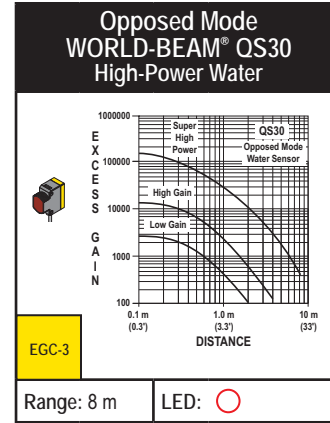 Opposed Mode
WORLD-BEAM® QS30
High-Power Water
EXCESS GAIN
1000000
100000
10000
1000
100
Super
High
Power
QS30
Opposed Mode
Water Sensor
High Gain
Low Gain
0.1 m
(0.3')
1.0 m
(3.3')
10 m
(33')
DISTANCE
EGC-3
Range: 8 m
LED: